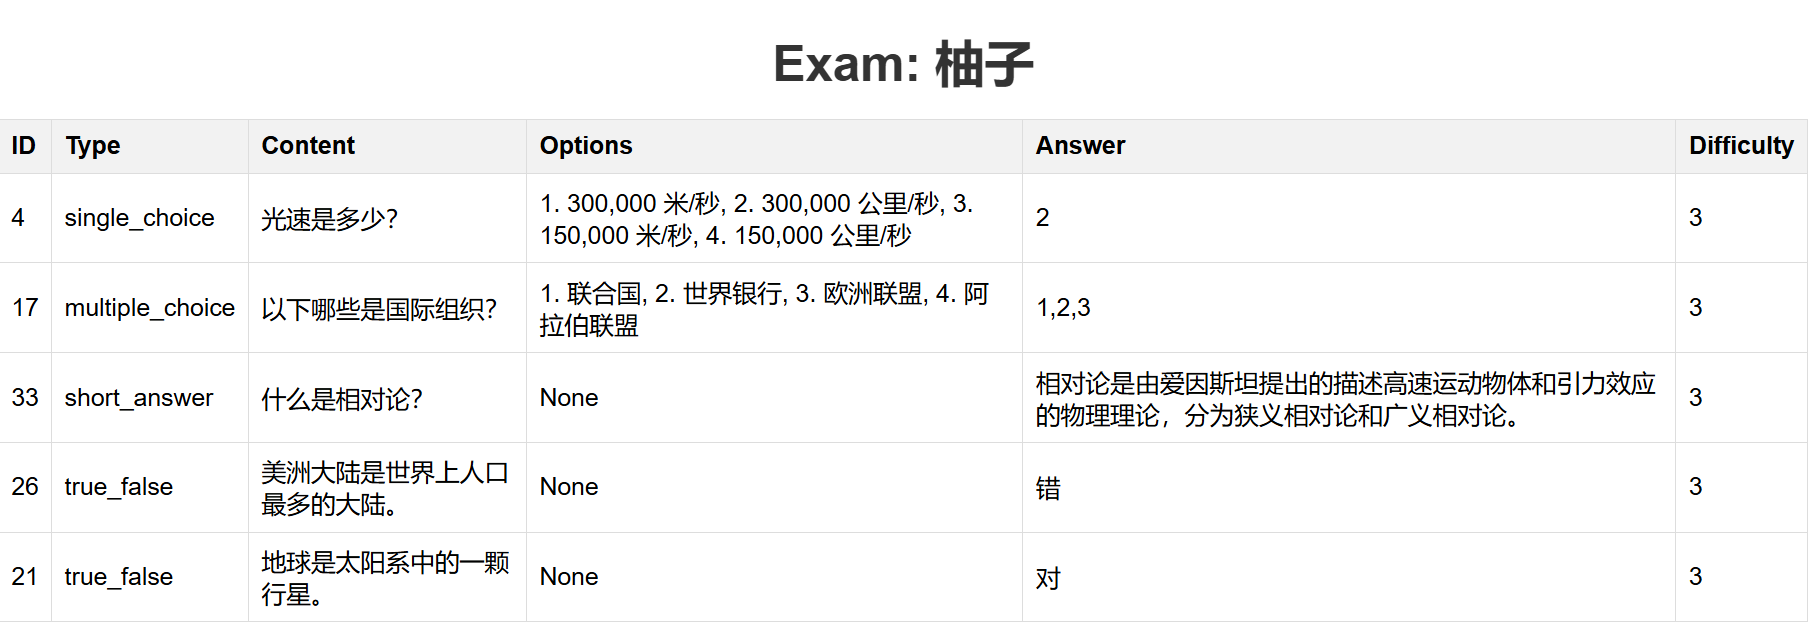 Exam: 柚子
ID Type Content Options Answer Difficulty
4 single_choice 光速是多少？ 1. 300,000 米/秒, 2. 300,000 公里/秒, 3.
150,000 米/秒, 4. 150,000 公里/秒 2 3
17 multiple_choice 以下哪些是国际组织？ 1. 联合国, 2. 世界银行, 3. 欧洲联盟, 4. 阿
拉伯联盟 1,2,3 3
33 short_answer 什么是相对论？ None 相对论是由爱因斯坦提出的描述高速运动物体和引力效应
的物理理论，分为狭义相对论和广义相对论。 3
26 true_false 美洲大陆是世界上人口
最多的大陆。 None 错 3
21 true_false 地球是太阳系中的一颗
行星。 None 对 3